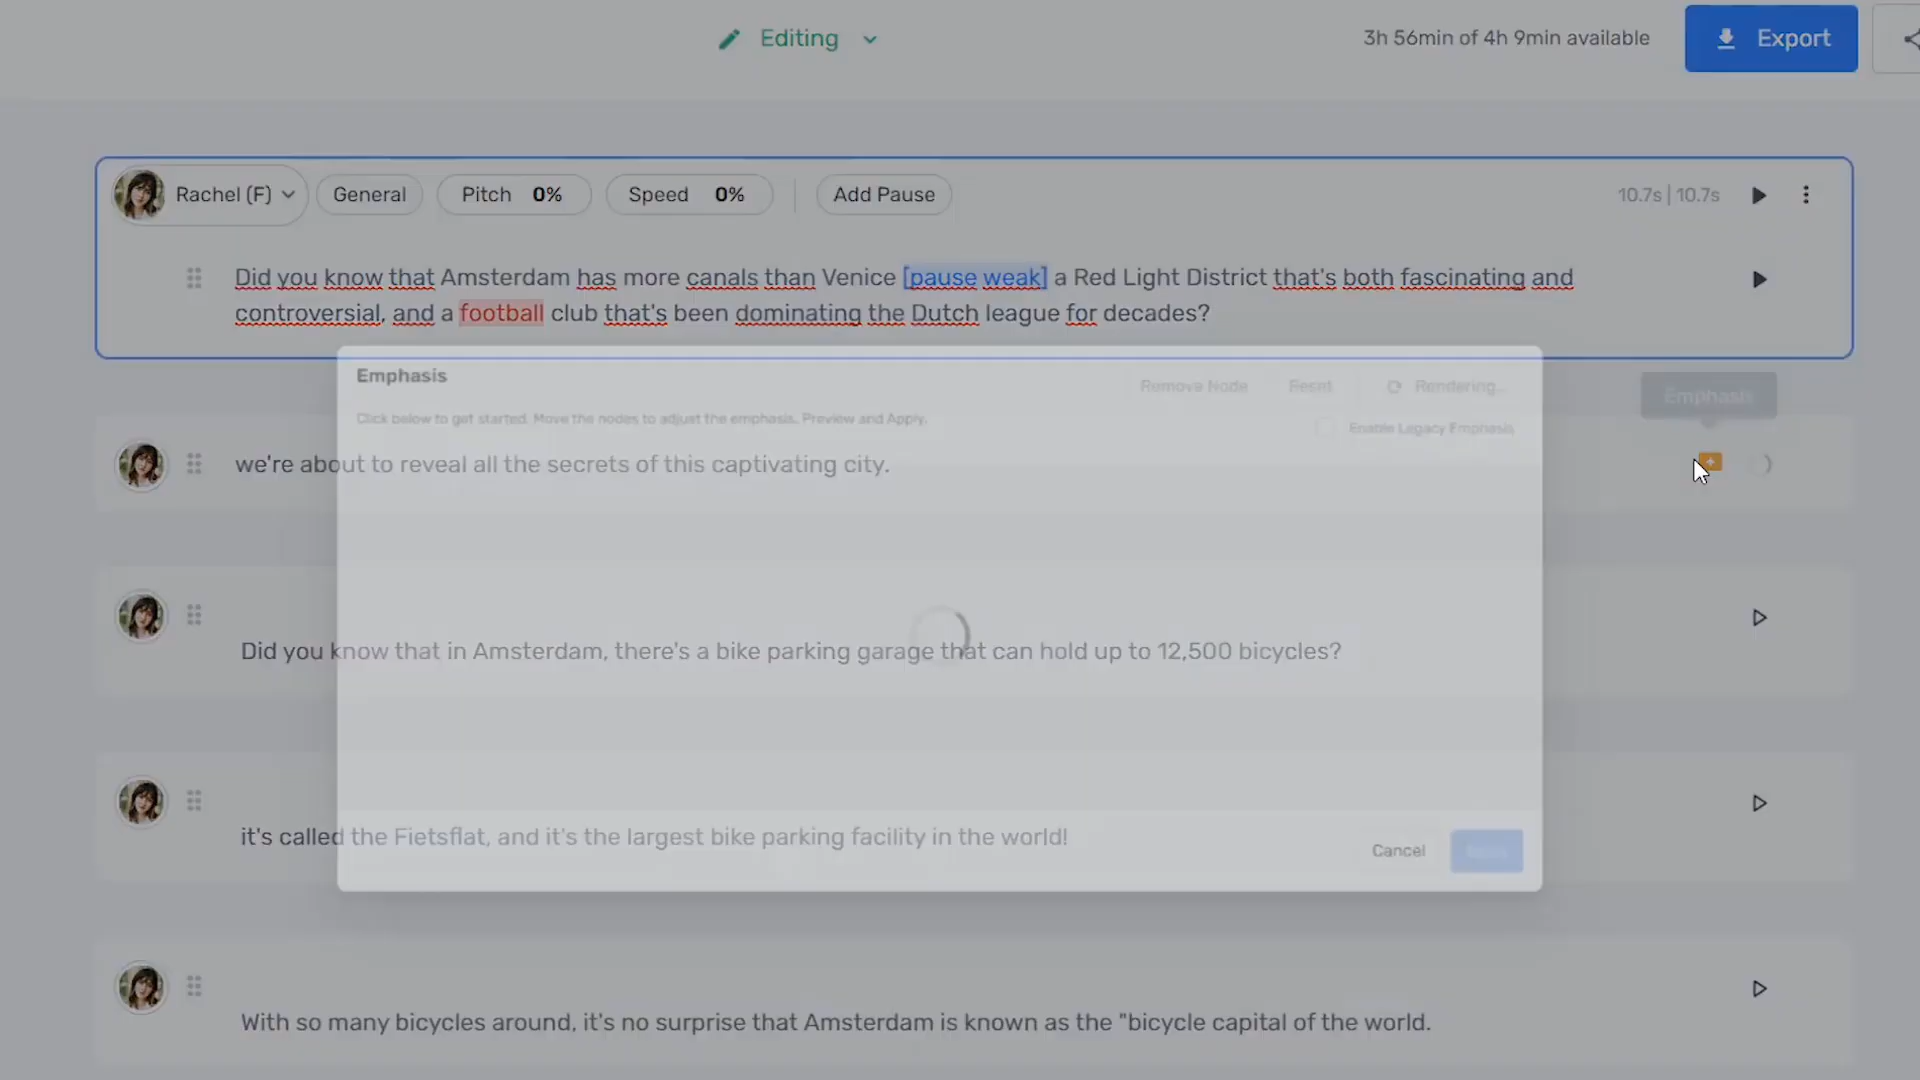 Editing
3h 56min of 4h 9min available
Export
Rachel (F)
General
Pitch 0%
Speed 0%
Add Pause
10.7s | 10.7s
Did you know that Amsterdam has more canals than Venice [pause weak] a Red Light District that's both fascinating and
controversial, and a football club that's been dominating the Dutch league for decades?
Emphasis
Remove Node
Reset
Rendering...
Emphasis
Click below to get started. Move the nodes to adjust the emphasis. Preview and Apply.
Enable Legacy Emphasis
we're about to reveal all the secrets of this captivating city.
Did you know that in Amsterdam, there's a bike parking garage that can hold up to 12,500 bicycles?
it's called the Fietsflat, and it's the largest bike parking facility in the world!
Cancel
With so many bicycles around, it's no surprise that Amsterdam is known as the "bicycle capital of the world.